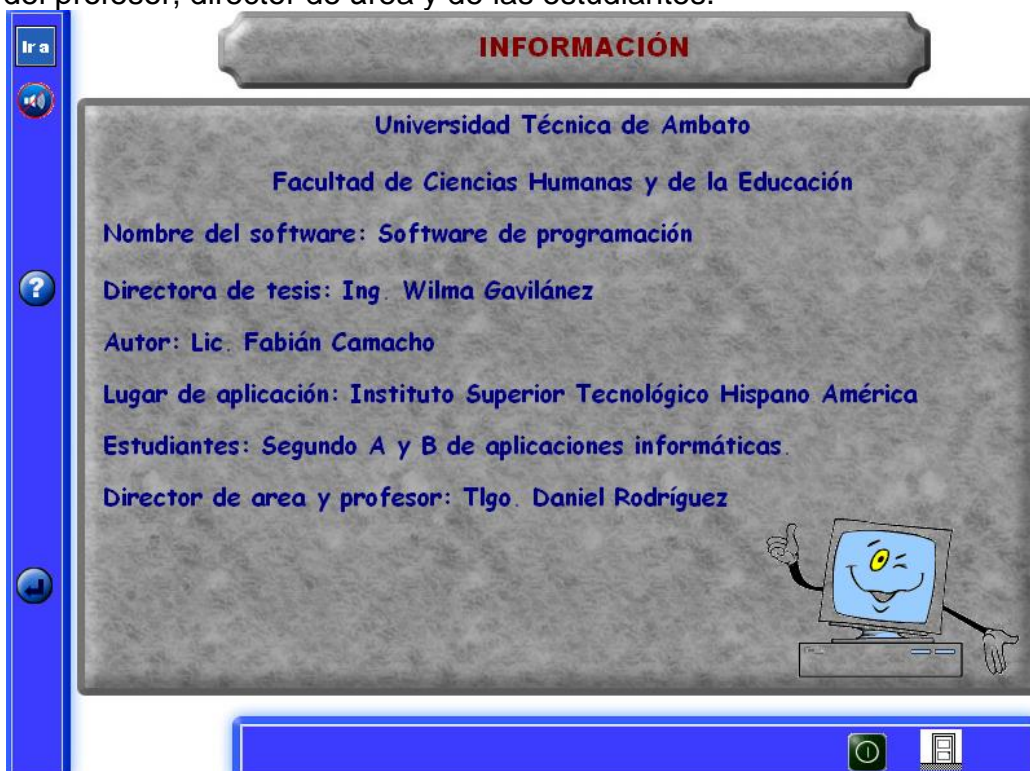 del profesor, director de área y de las estudiantes.
Ir a
INFORMACIÓN
Universidad Técnica de Ambato
Facultad de Ciencias Humanas y de la Educación
Nombre del software: Software de programación
?
Directora de tesis: Ing. Wilma Gavilánez
Autor: Lic. Fabián Camacho
Lugar de aplicación: Instituto Superior Tecnológico Hispano América
Estudiantes: Segundo A y B de aplicaciones informáticas.
Director de area y profesor: Tlgo. Daniel Rodríguez